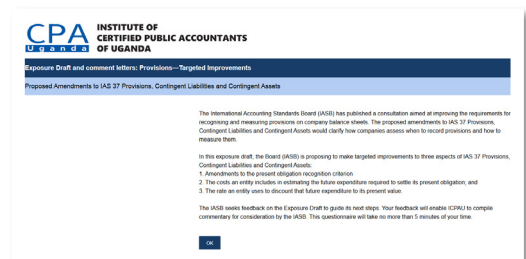 CPA
Uganda
INSTITUTE OF
CERTIFIED PUBLIC ACCOUNTANTS
OF UGANDA
Exposure Draft and comment letters: Provisions—Targeted Improvements
Proposed Amendments to IAS 37 Provisions, Contingent Liabilities and Contingent Assets
The International Accounting Standards Board (IASB) has published a consultation aimed at improving the requirements for
recognising and measuring provisions on company balance sheets. The proposed amendments to IAS 37 Provisions,
Contingent Liabilities and Contingent Assets would clarify how companies assess when to record provisions and how to
measure them.
In this exposure draft, the Board (IASB) is proposing to make targeted improvements to three aspects of IAS 37 Provisions,
Contingent Liabilities and Contingent Assets:
1. Amendments to the present obligation recognition criterion
2. The costs an entity includes in estimating the future expenditure required to settle its present obligation; and
3. The rate an entity uses to discount that future expenditure to its present value.
The IASB seeks feedback on the Exposure Draft to guide its next steps. Your feedback will enable ICPAU to compile
commentary for consideration by the IASB. This questionnaire will take no more than 5 minutes of your time.
OK